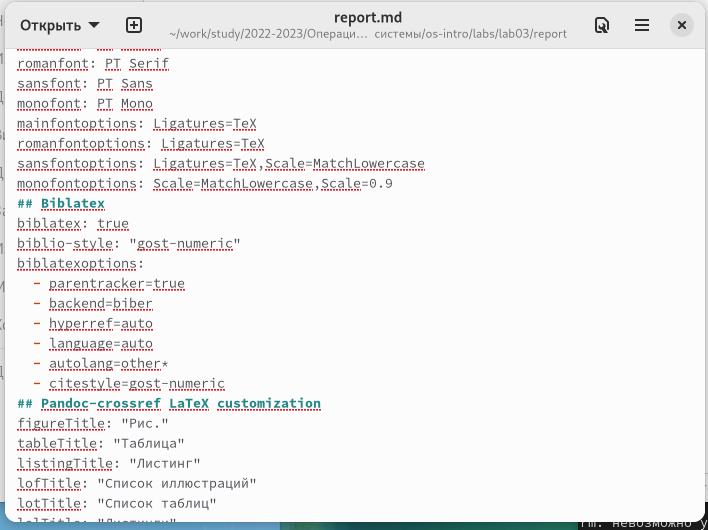 Открыть
report.md
~/work/study/2022-2023/Операци… системы/os-intro/labs/lab03/report
romanfont: PT Serif
sansfont: PT Sans
monofont: PT Mono
mainfontoptions: Ligatures=TeX
romanfontoptions: Ligatures=TeX
sansfontoptions: Ligatures=TeX,Scale=MatchLowercase
monofontoptions: Scale=MatchLowercase,Scale=0.9
## Biblatex
biblatex: true
biblio-style: "gost-numeric"
biblatexoptions:
  - parentracker=true
  - backend=biber
  - hyperref=auto
  - language=auto
  - autolang=other*
  - citestyle=gost-numeric
## Pandoc-crossref LaTeX customization
figureTitle: "Рис."
tableTitle: "Таблица"
listingTitle: "Листинг"
lofTitle: "Список иллюстраций"
lotTitle: "Список таблиц"
rm: невозможно у